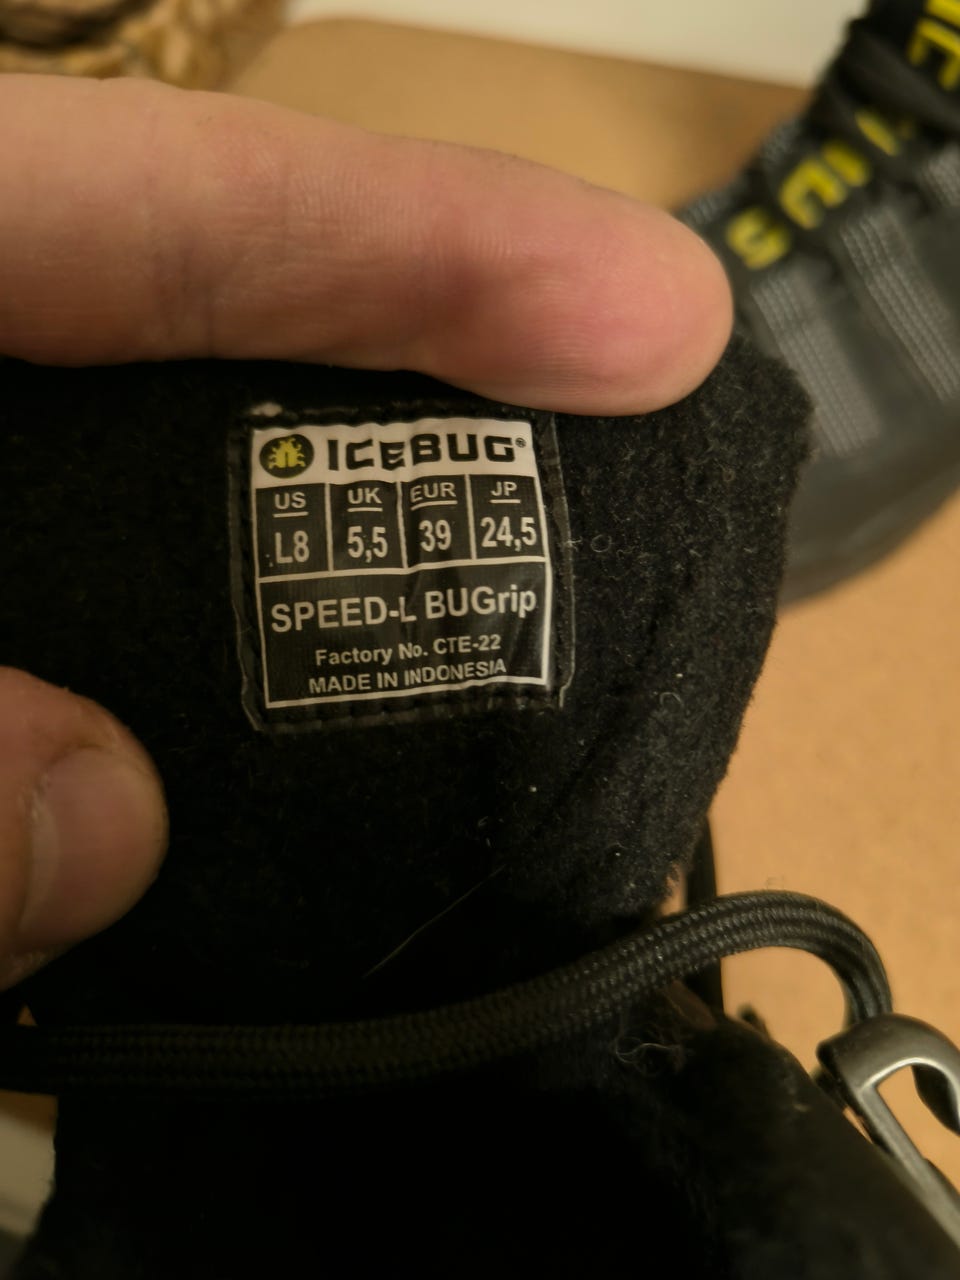 ICEBUG®
US UK EUR JP
L8 5,5 39 24,5
SPEED-L BUGrip
Factory No. CTE-22
MADE IN INDONESIA